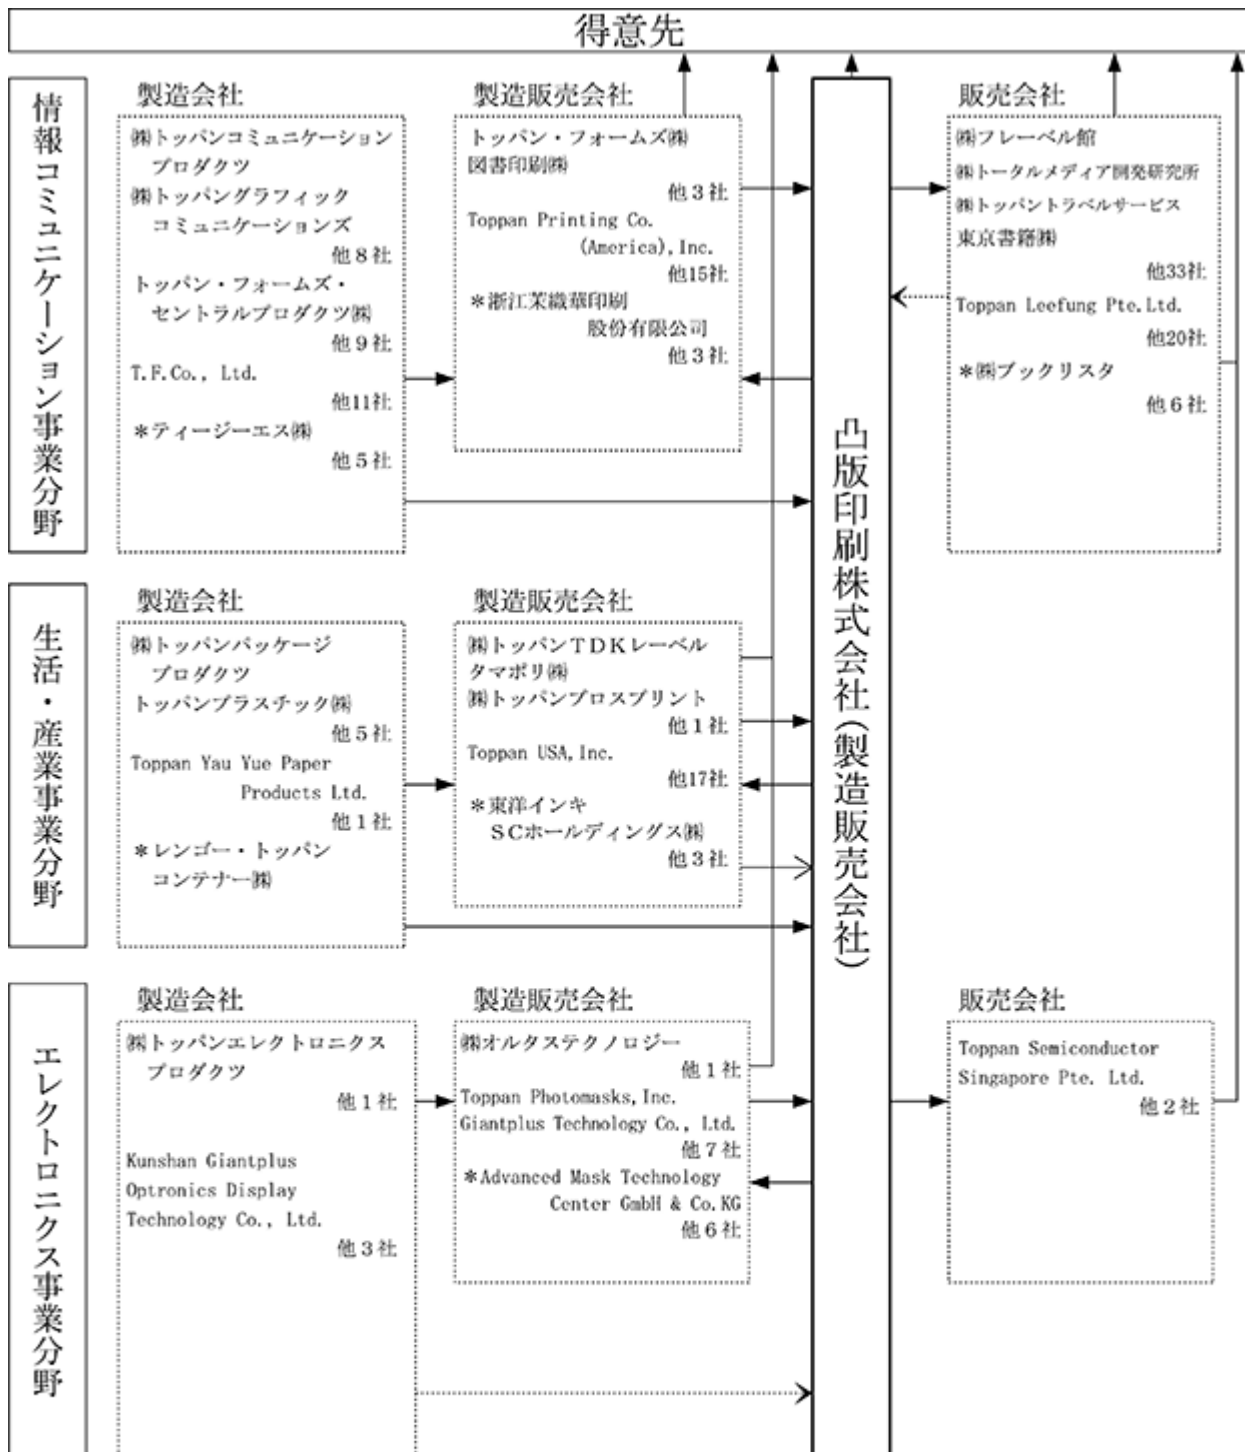 得意先
情報コミュニケーション事業分野
製造会社
㈱トッパンコミュニケーション
プロダクツ
㈱トッパングラフィック
コミュニケーションズ
他８社
トッパン・フォームズ・
セントラルプロダクツ㈱
他９社
T.F.Co., Ltd.
他11社
＊ティージーエス㈱
他５社
製造販売会社
トッパン・フォームズ㈱
図書印刷㈱
他３社
Toppan Printing Co.
(America), Inc.
他15社
＊浙江茉織華印刷
股份有限公司
他３社
販売会社
㈱フレーベル館
㈱トータルメディア開発研究所
㈱トッパントラベルサービス
東京書籍㈱
他33社
Toppan Leefung Pte.Ltd.
他20社
＊㈱ブックリスタ
他６社
凸版印刷株式会社（製造販売会社）
生活・産業事業分野
製造会社
㈱トッパンパッケージ
プロダクツ
トッパンプラスチック㈱
他５社
Toppan Yau Yue Paper
Products Ltd.
他１社
＊レンゴー・トッパン
コンテナー㈱
製造販売会社
㈱トッパンＴＤＫレーベル
タマポリ㈱
㈱トッパンプロスプリント
他１社
Toppan USA, Inc.
他17社
＊東洋インキ
ＳＣホールディングス㈱
他３社
エレクトロニクス事業分野
製造会社
㈱トッパンエレクトロニクス
プロダクツ
他１社
Kunshan Giantplus
Optronics Display
Technology Co., Ltd.
他３社
製造販売会社
㈱オルタステクノロジー
他１社
Toppan Photomasks, Inc.
Giantplus Technology Co., Ltd.
他７社
＊Advanced Mask Technology
Center GmbH & Co.KG
他６社
販売会社
Toppan Semiconductor
Singapore Pte. Ltd.
他２社